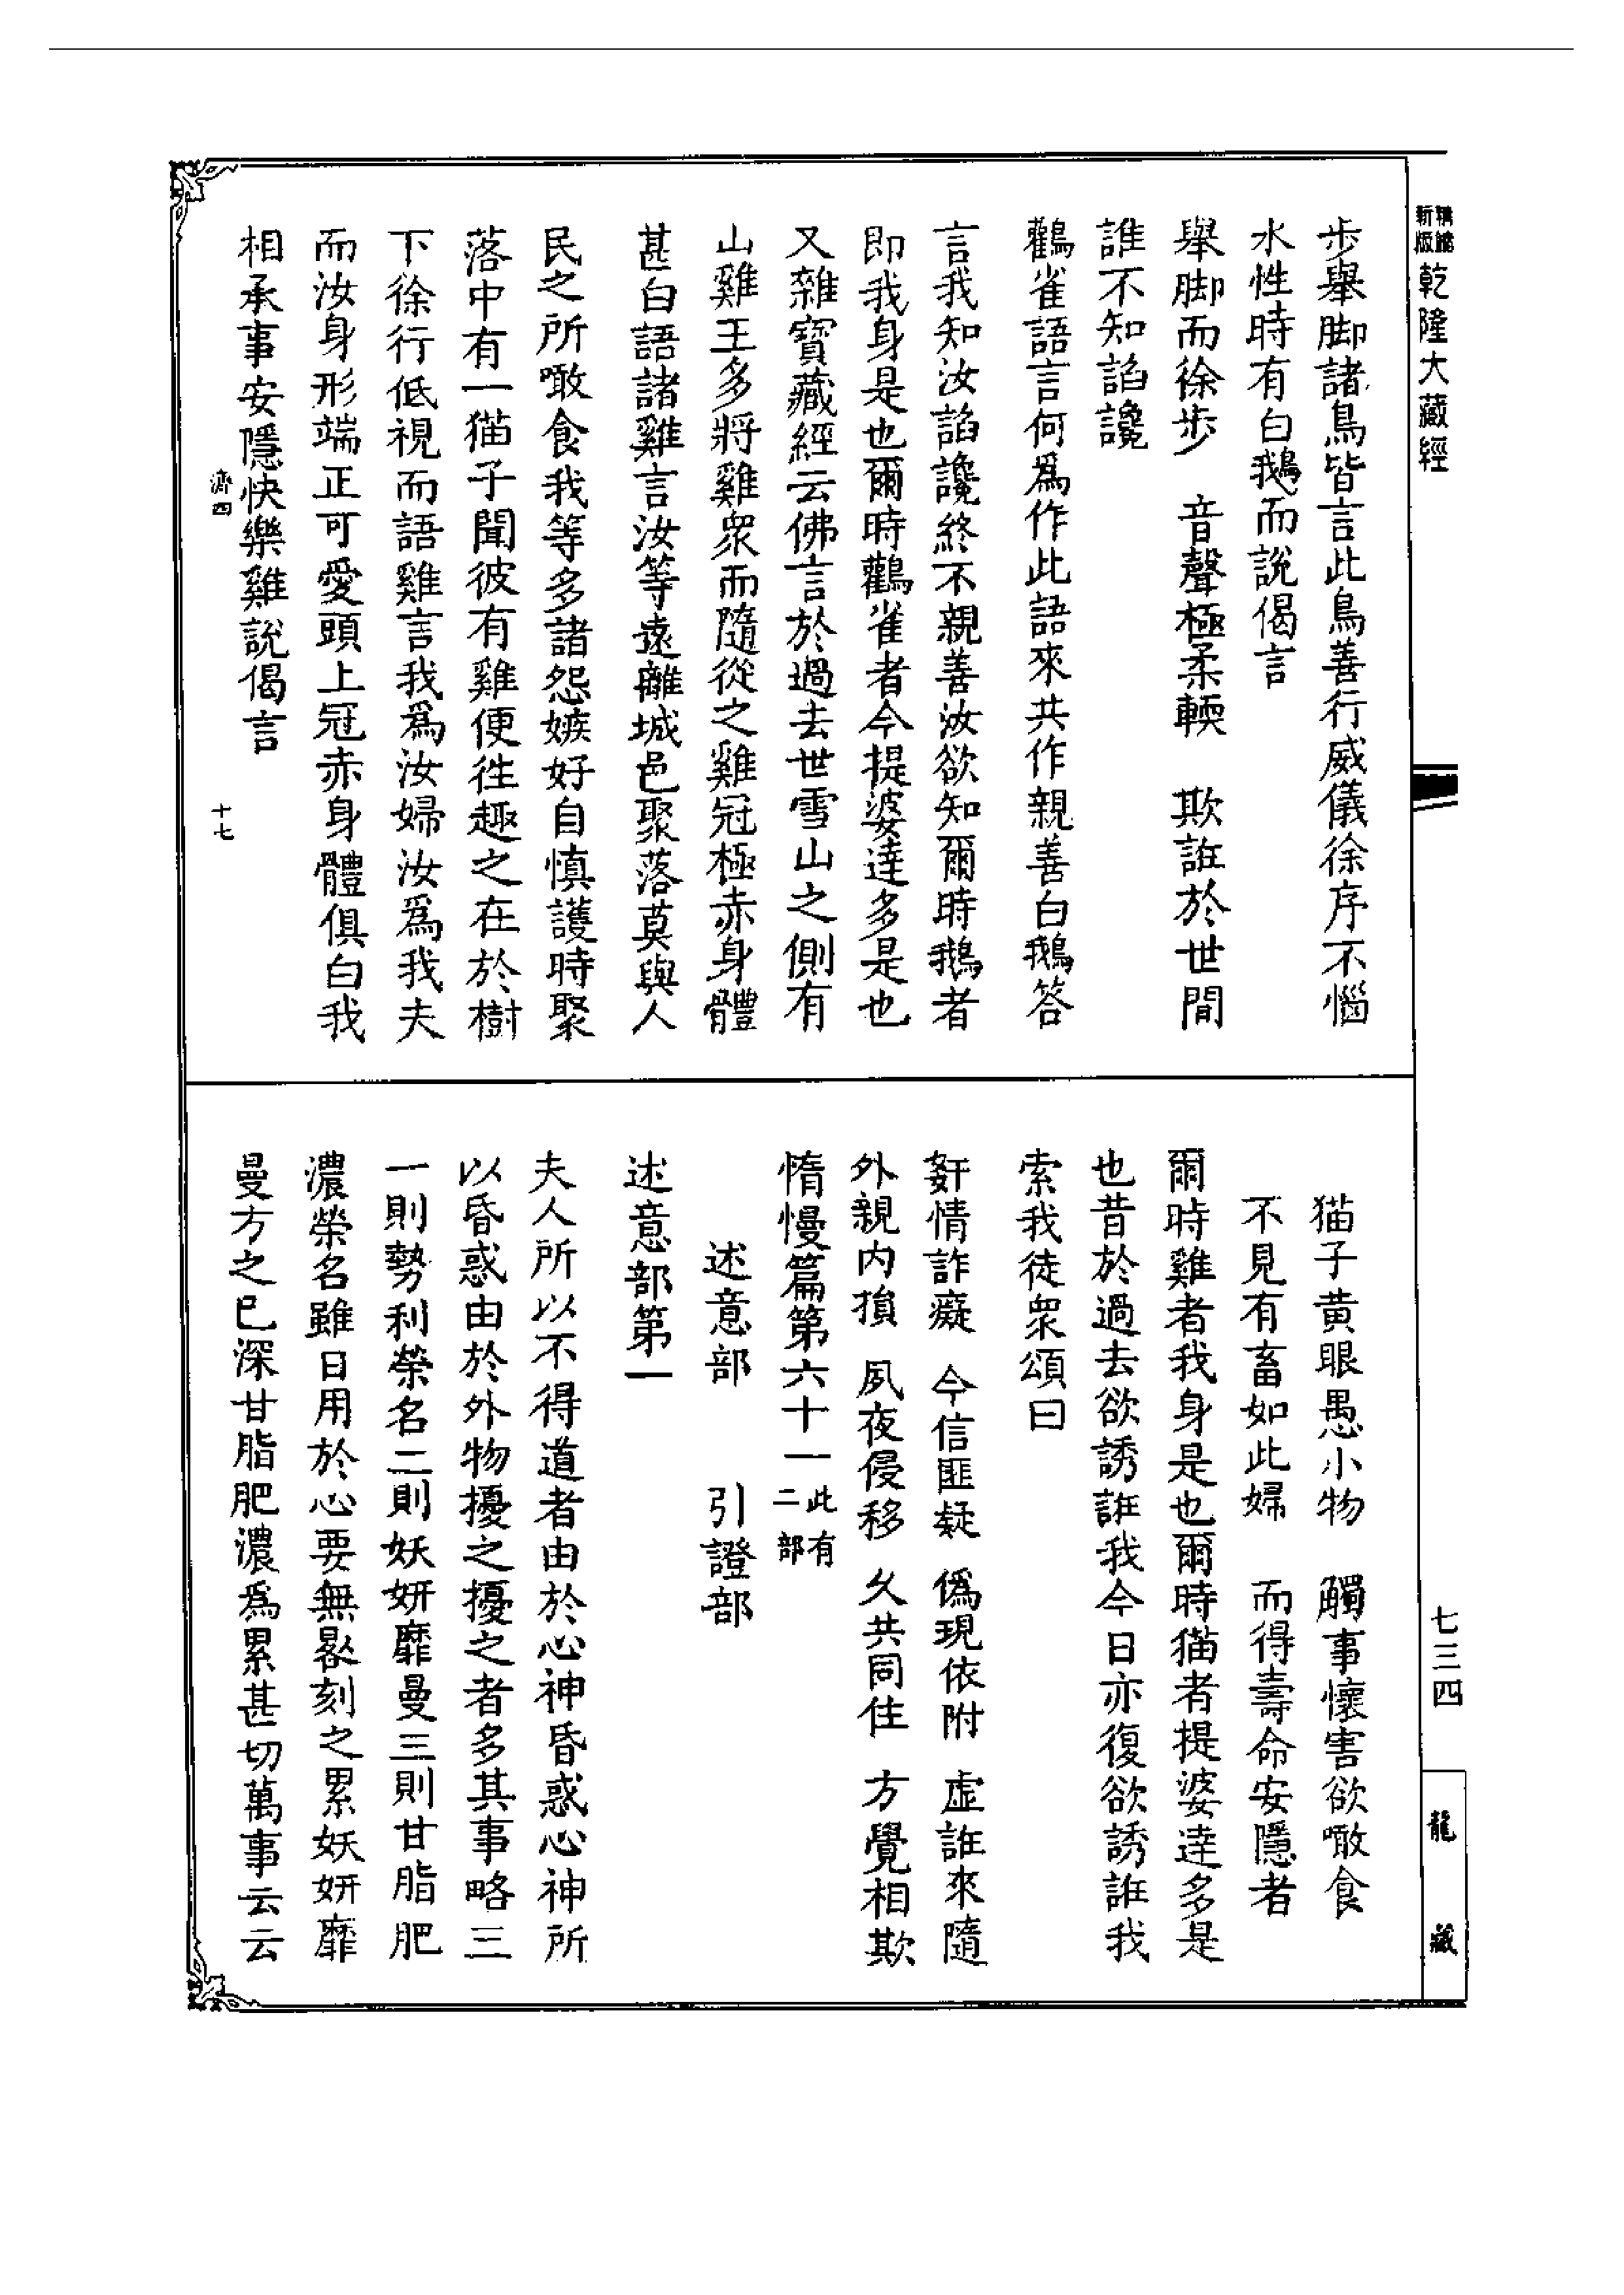 乾隆大藏經
步舉脚諸鳥皆言此鳥善行威儀徐序不惱
水性時有白鵝而說偈言
舉脚而徐步　音聲極柔輭　欺誑於世間
誰不知諂讒
鸛雀語言何爲作此語來共作親善白鵝答
言我知汝諂讒終不親善汝欲知爾時鵝者
即我身是也爾時鸛雀者今提婆達多是也
又雜寶藏經云佛言於過去世雪山之側有
山雞王多將雞衆而隨從之雞冠極赤身體
甚白語諸雞言汝等遠離城邑聚落莫與人
民之所噉食我等多諸怨嫉好自慎護時聚
落中有一猫子聞彼有雞便徃趣之在於樹
下徐行低視而語雞言我爲汝婦汝爲我夫
而汝身形端正可愛頭上冠赤身體俱白我
相承事安隱快樂雞說偈言
濟四
十七
猫子黄眼愚小物　觸事懷害欲噉食
不見有畜如此婦　而得壽命安隱者
爾時雞者我身是也爾時猫者提婆達多是
也昔於過去欲誘誑我今日亦復欲誘誑我
索我徒衆頌曰
姧情詐癡　今信匪疑　僞現依附　虛誑來隨
外親内損　夙夜侵移　久共同住　方覺相欺
惰慢篇第六十一此有二部
述意部　引證部
述意部第一
夫人所以不得道者由於心神昏惑心神所
以昏惑由於外物擾之擾之者多其事略三
一則勢利榮名二則妖妍靡曼三則甘脂肥
濃榮名雖日用於心要無晷刻之累妖妍靡
曼方之已深甘脂肥濃爲累甚切萬事云云
七三四
龍藏